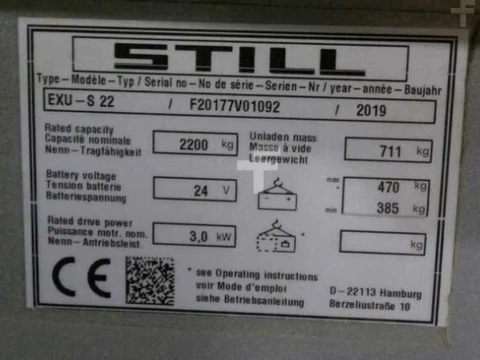 STILL
Type – Modèle – Typ / Serial no – No de série – Serien – Nr / year – année – Baujahr
EXU – S 22 / F20177V01092 / 2019
Rated capacity
Capacité nominale
Nenn – Tragfähigkeit
2200 kg
Unladen mass
Masse à vide
Leergewicht
711 kg
Battery voltage
Tension batterie
Batteriespannung
24 V
max 470 kg
min 385 kg
Rated drive power
Puissance motr. nom.
Nenn – Antriebsleist.
3,0 kW
kg
CE
* see Operating instructions
voir Mode d'emploi
siehe Betriebsanleitung
D – 22113 Hamburg
Berzeliustraße 10